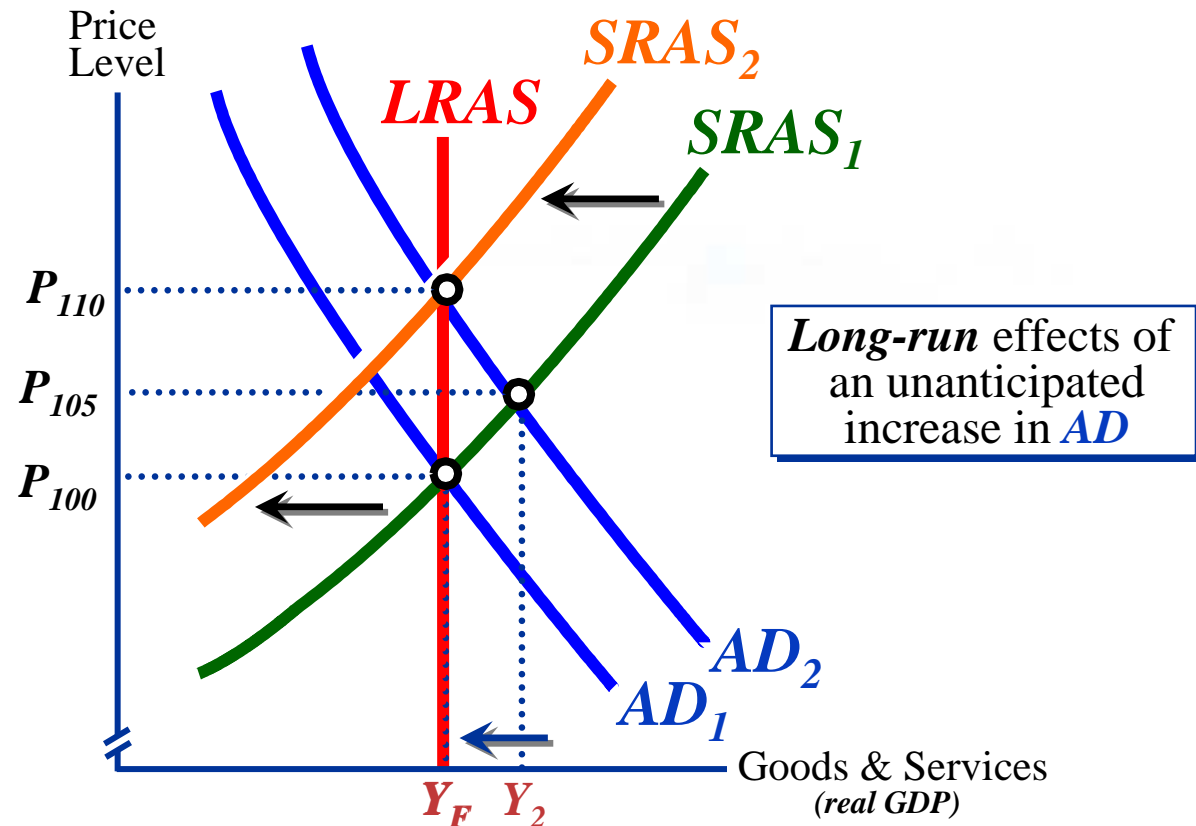 Price
Level
SRAS2
LRAS
SRAS1
P110
P105
P100
Long-run effects of
an unanticipated
increase in AD
AD2
AD1
Goods & Services
(real GDP)
YF Y2